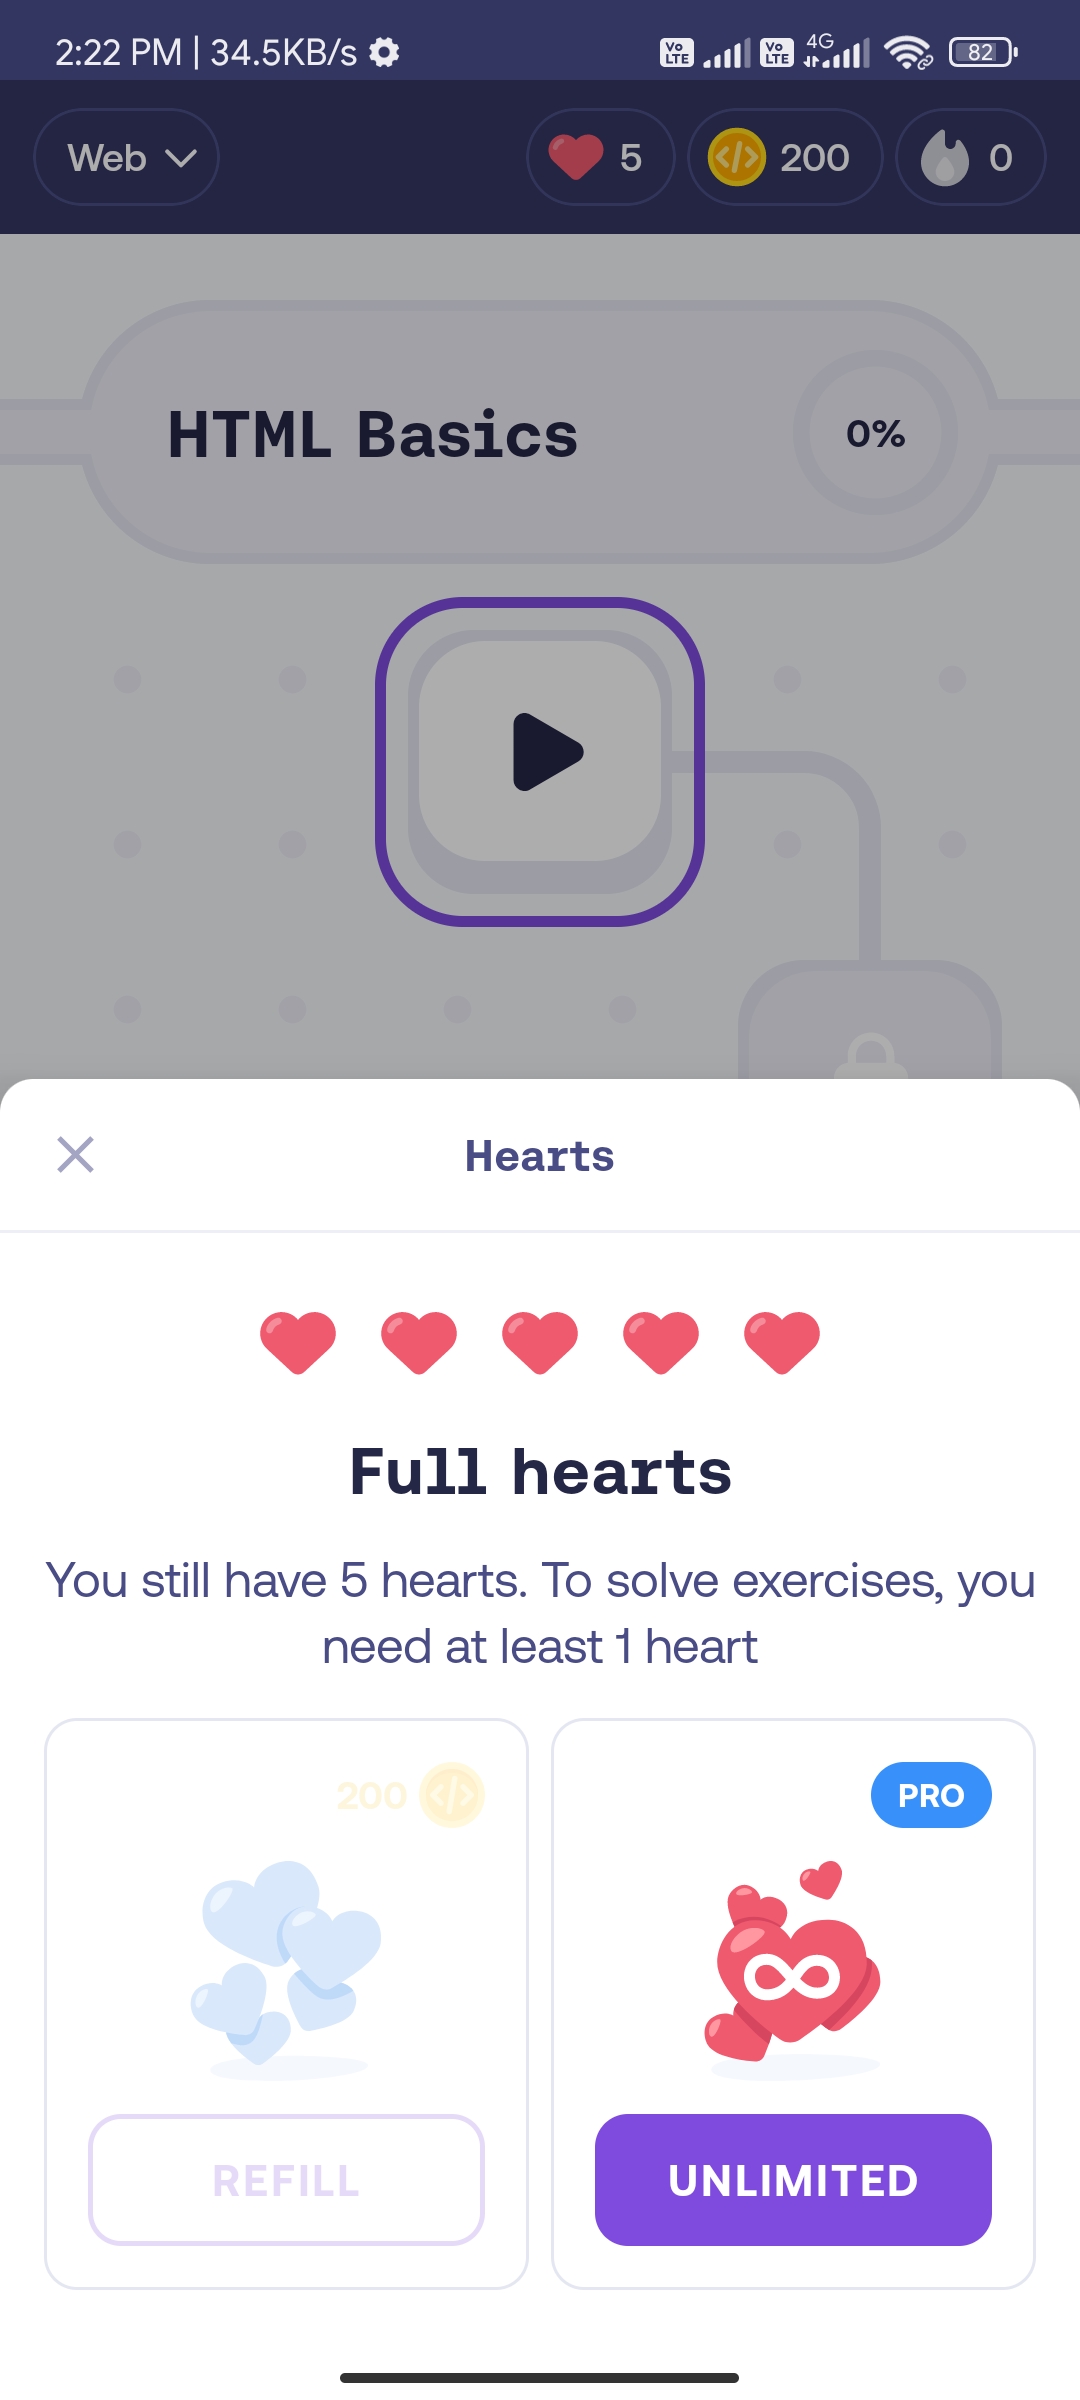 2:22 PM | 34.5KB/s
Vo LTE
Vo LTE
4G
82
Web
5
200
0
HTML Basics
0%
Hearts
Full hearts
You still have 5 hearts. To solve exercises, you
need at least 1 heart
200
PRO
REFILL
UNLIMITED